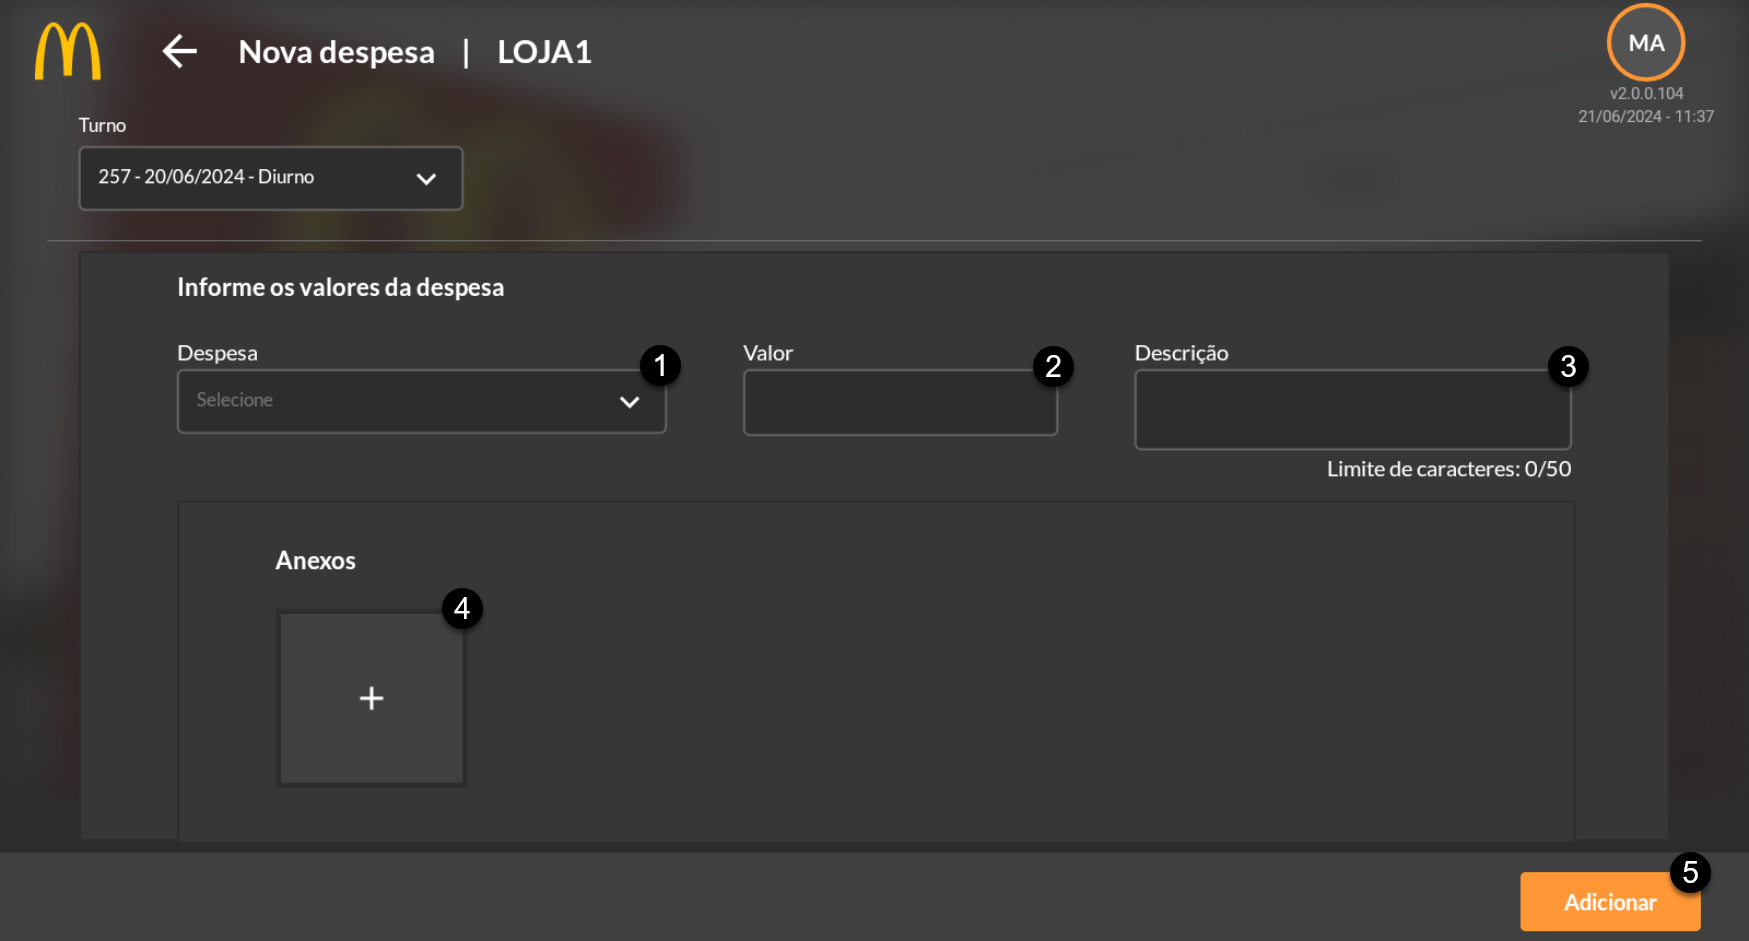 Nova despesa | LOJA1
MA
v2.0.0.104
21/06/2024 - 11:37
Turno
257 - 20/06/2024 - Diurno
Informe os valores da despesa
Despesa
1
Valor
2
Descrição
3
Selecione
Limite de caracteres: 0/50
Anexos
4
+
5
Adicionar